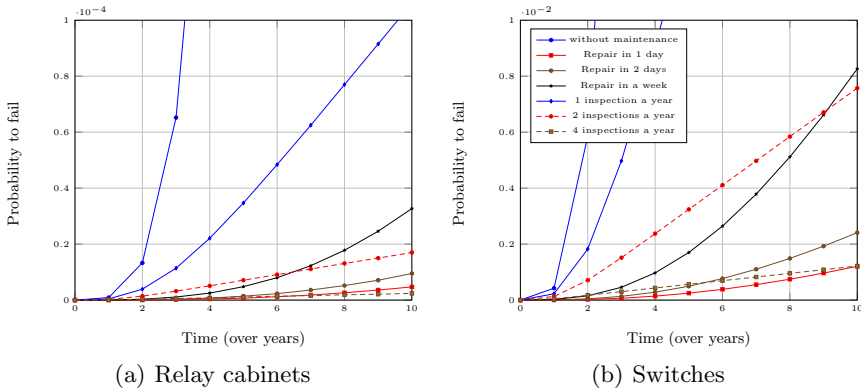 ·10⁻⁴
1
0.8
0.6
0.4
0.2
0
0 2 4 6 8 10
Probability to fail
Time (over years)
(a) Relay cabinets
·10⁻²
1
0.8
0.6
0.4
0.2
0
0 2 4 6 8 10
Probability to fail
Time (over years)
without maintenance
Repair in 1 day
Repair in 2 days
Repair in a week
1 inspection a year
2 inspections a year
4 inspections a year
(b) Switches